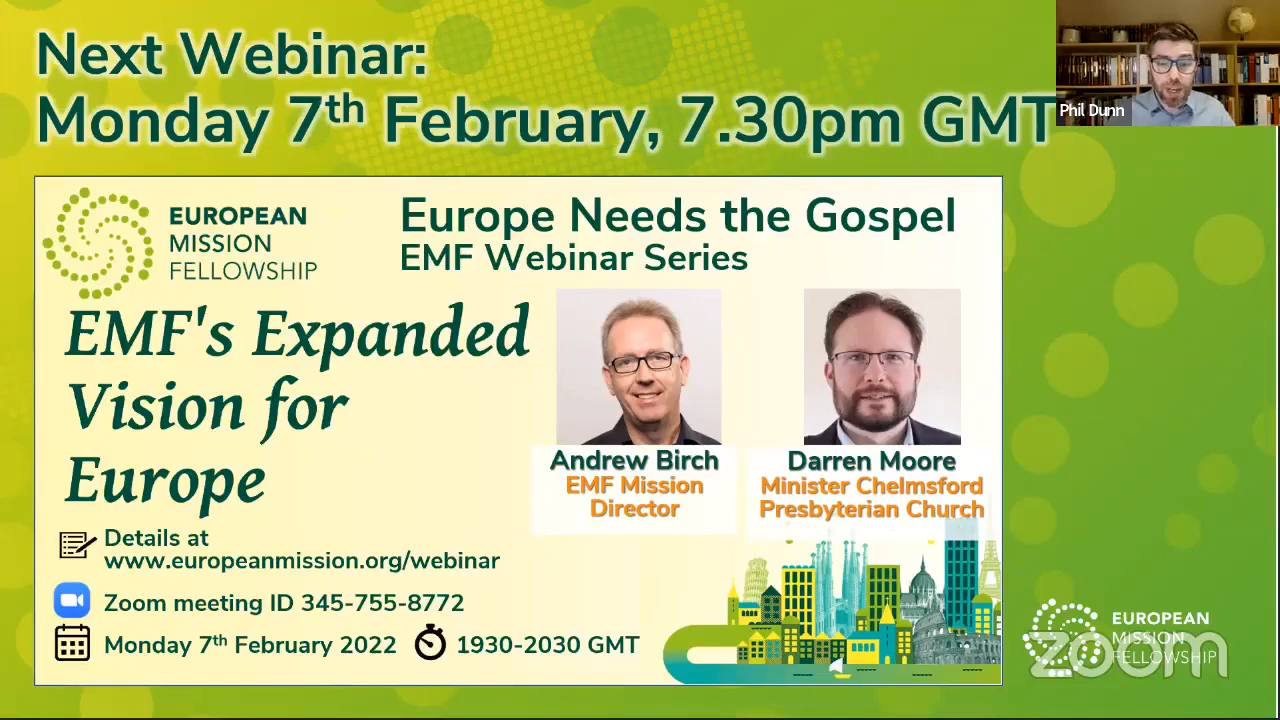 Next Webinar:
Monday 7th February, 7.30pm GMT
Phil Dunn
EUROPEAN
MISSION
FELLOWSHIP
Europe Needs the Gospel
EMF Webinar Series
EMF's Expanded
Vision for
Europe
Andrew Birch
EMF Mission
Director
Darren Moore
Minister Chelmsford
Presbyterian Church
Details at
www.europeanmission.org/webinar
Zoom meeting ID 345-755-8772
Monday 7th February 2022
1930-2030 GMT
EUROPEAN
MISSION
FELLOWSHIP
zoom